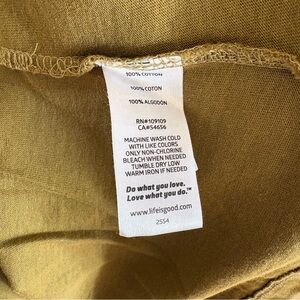 100% COTTON
100% COTON
100% ALGODÓN
RN#109109
CA#54656
MACHINE WASH COLD
WITH LIKE COLORS
ONLY NON-CHLORINE
BLEACH WHEN NEEDED
TUMBLE DRY LOW
WARM IRON IF NEEDED
Do what you love.
Love what you do.™
www.lifeisgood.com
2554